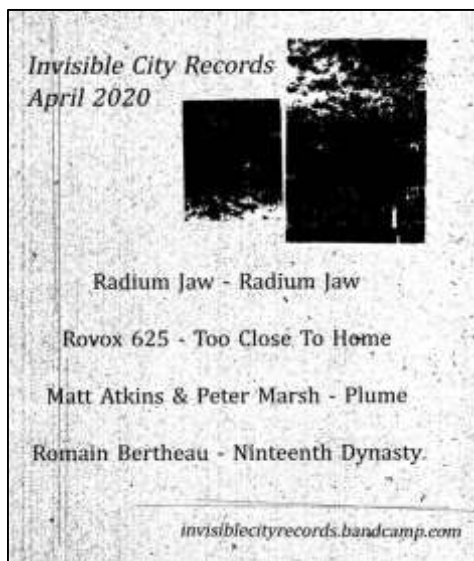 Invisible City Records
April 2020
Radium Jaw - Radium Jaw
Rovox 625 - Too Close To Home
Matt Atkins & Peter Marsh - Plume
Romain Bertheau - Ninteenth Dynasty.
invisiblecityrecords.bandcamp.com